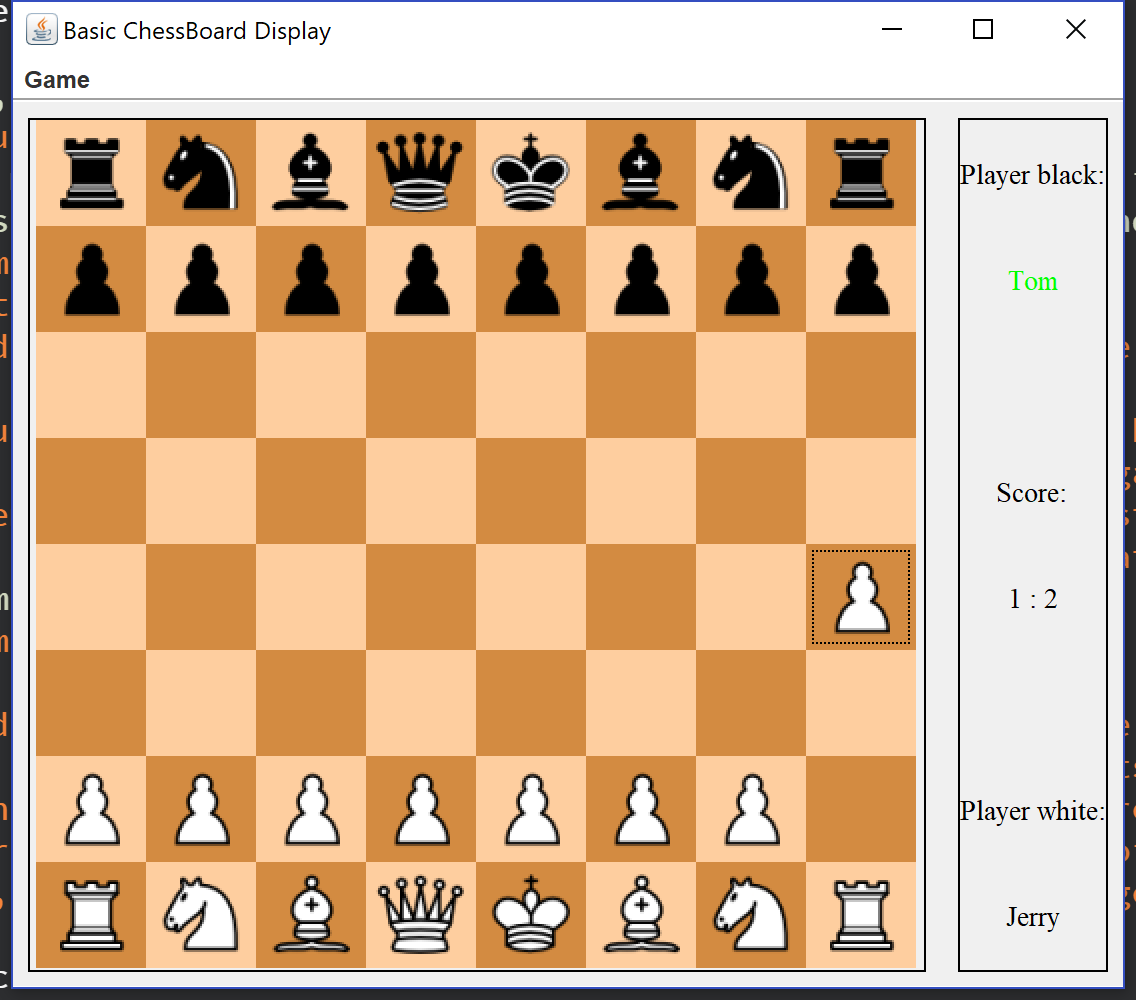 Basic ChessBoard Display
Game
Player black:
Tom
Score:
1 : 2
Player white:
Jerry